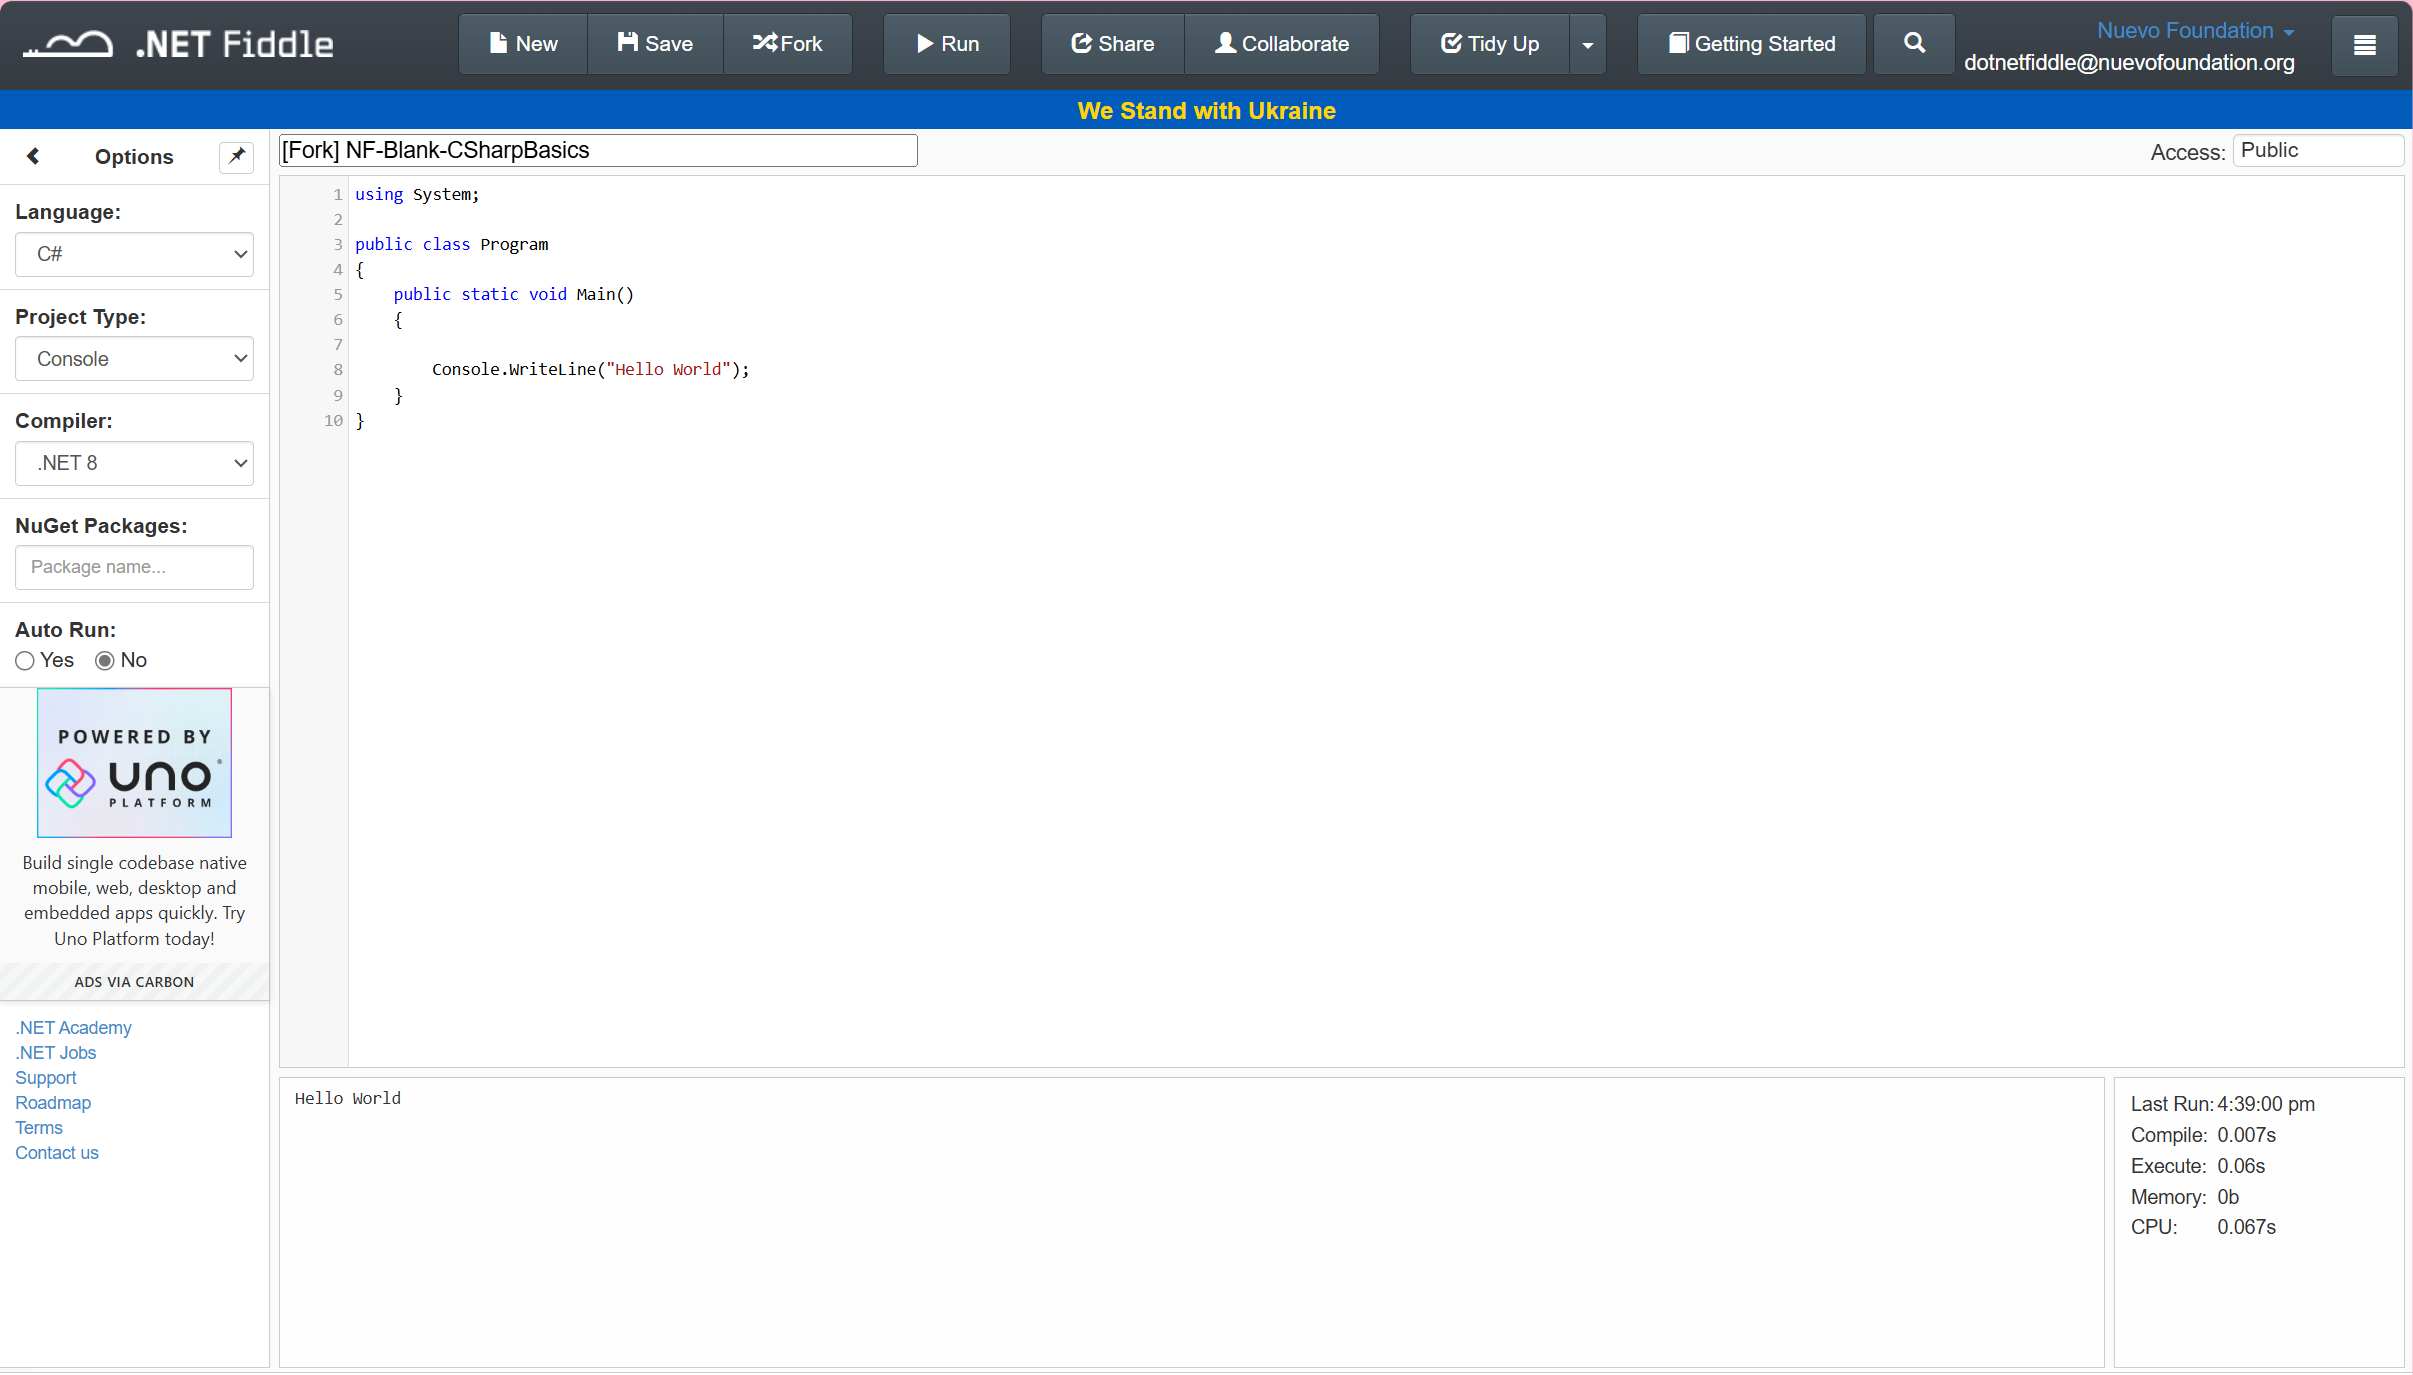 .NET Fiddle
New
Save
Fork
Run
Share
Collaborate
Tidy Up
Getting Started
Nuevo Foundation
dotnetfiddle@nuevofoundation.org
We Stand with Ukraine
Options
Language:
C#
Project Type:
Console
Compiler:
.NET 8
NuGet Packages:
Package name...
Auto Run:
Yes No
POWERED BY
UNO
PLATFORM
Build single codebase native
mobile, web, desktop and
embedded apps quickly. Try
Uno Platform today!
ADS VIA CARBON
.NET Academy
.NET Jobs
Support
Roadmap
Terms
Contact us
[Fork] NF-Blank-CSharpBasics
Access: Public
1 using System;
2
3 public class Program
4 {
5     public static void Main()
6     {
7
8         Console.WriteLine("Hello World");
9     }
10 }
Hello World
Last Run: 4:39:00 pm
Compile: 0.007s
Execute: 0.06s
Memory: 0b
CPU: 0.067s